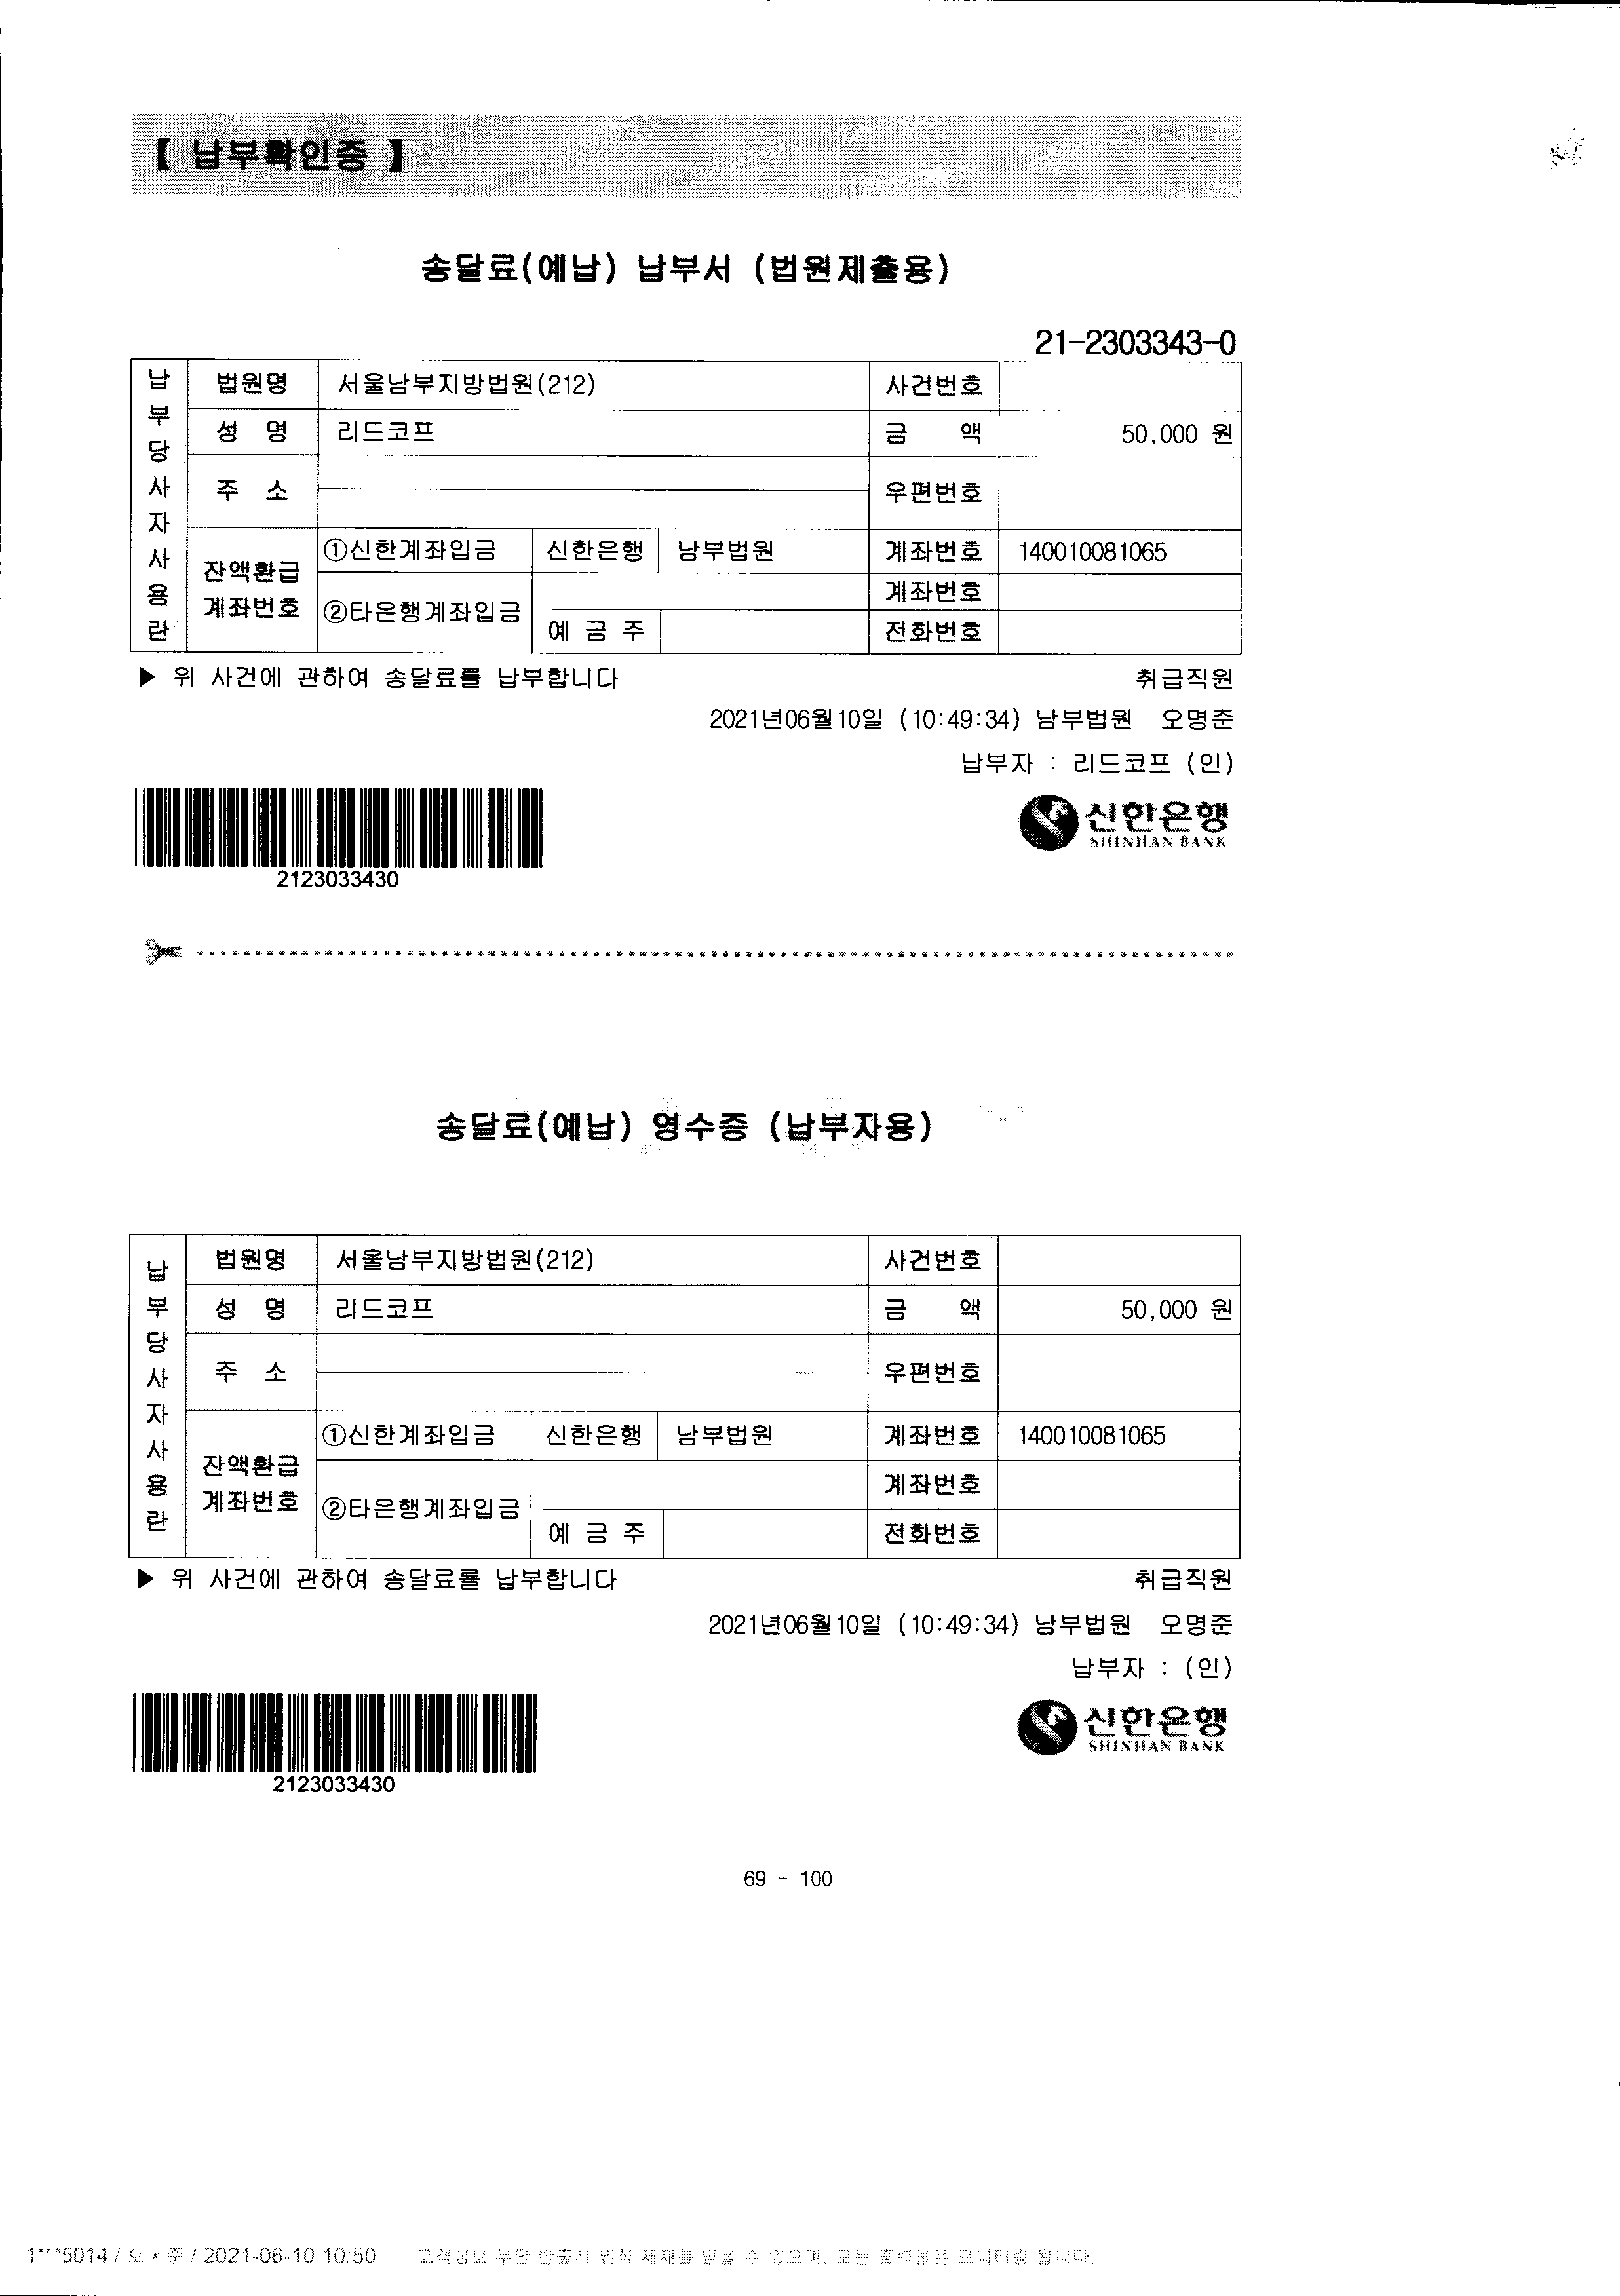 【 납부확인증 】
송달료(예납) 납부서 (법원제출용)
21-2303343-0
납부당사자사용란
법원명 서울남부지방법원(212) 사건번호
성 명 리드코프 금 액 50,000 원
주 소 우편번호
잔액환급 계좌번호 ①신한계좌입금 신한은행 남부법원 계좌번호 140010081065
②타은행계좌입금 계좌번호
예 금 주 전화번호
▶ 위 사건에 관하여 송달료를 납부합니다 취급직원
2021년06월10일 (10:49:34) 남부법원 오명준
납부자 : 리드코프 (인)
신한은행
SHINHAN BANK
2123033430
송달료(예납) 영수증 (납부자용)
납부당사자사용란
법원명 서울남부지방법원(212) 사건번호
성 명 리드코프 금 액 50,000 원
주 소 우편번호
잔액환급 계좌번호 ①신한계좌입금 신한은행 남부법원 계좌번호 140010081065
②타은행계좌입금 계좌번호
예 금 주 전화번호
▶ 위 사건에 관하여 송달료를 납부합니다 취급직원
2021년06월10일 (10:49:34) 남부법원 오명준
납부자 : (인)
신한은행
SHINHAN BANK
2123033430
69 - 100
1***5014 / 오 * 준 / 2021-06-10 10:50 고객정보 무단 반출시 법적 제재를 받을 수 있으며, 모든 출력물은 모니터링 됩니다.